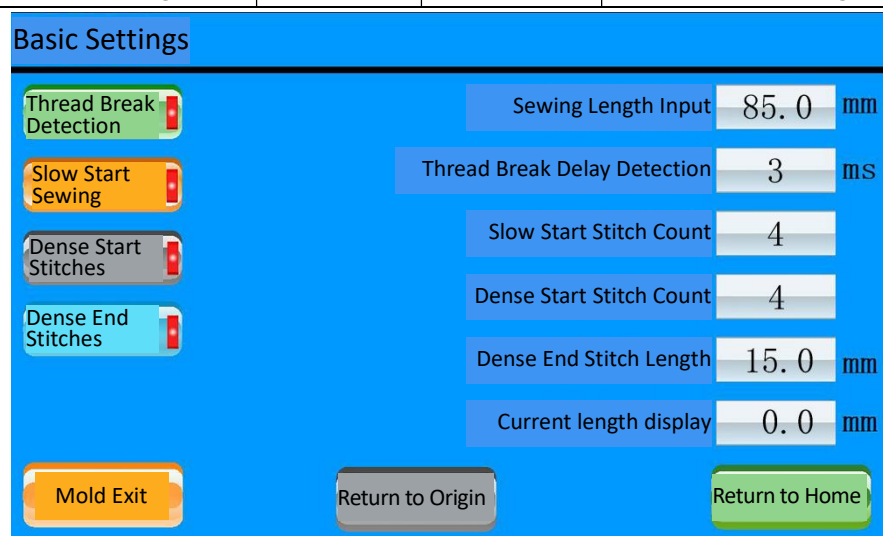 Basic Settings
Thread Break
Detection
Sewing Length Input 85.0 mm
Slow Start
Sewing
Thread Break Delay Detection 3 ms
Dense Start
Stitches
Slow Start Stitch Count 4
Dense End
Stitches
Dense Start Stitch Count 4
Dense End Stitch Length 15.0 mm
Current length display 0.0 mm
Mold Exit
Return to Origin
Return to Home